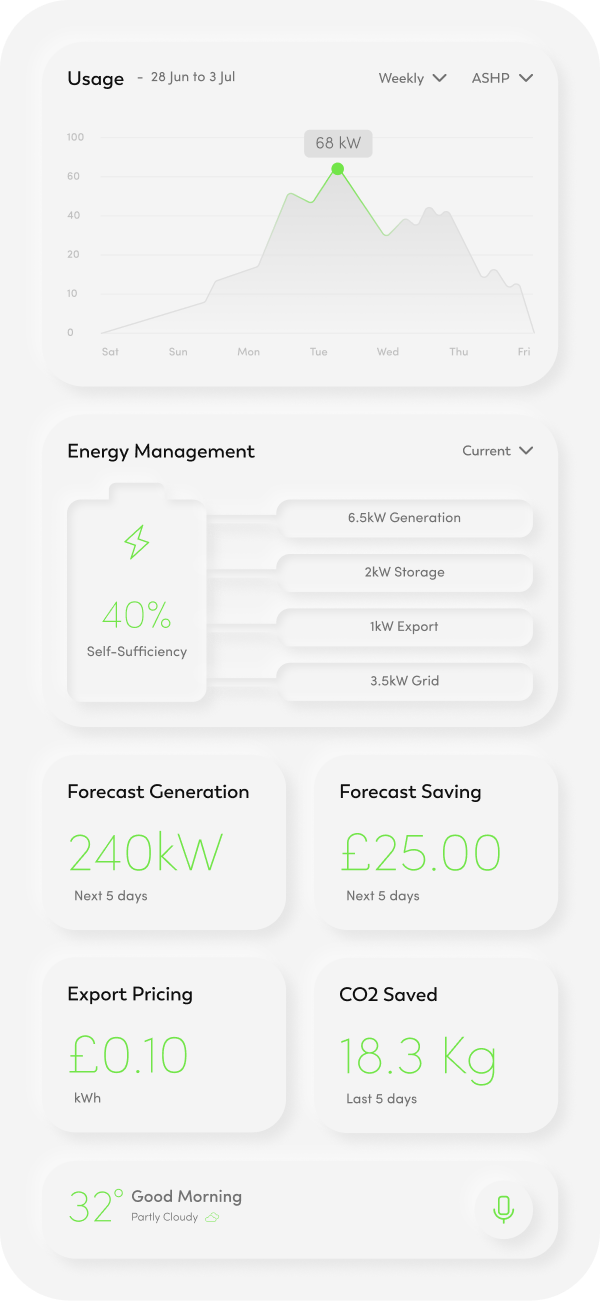 Usage - 28 Jun to 3 Jul Weekly ASHP
68 kW
100
60
40
20
10
0
Sat Sun Mon Tue Wed Thu Fri
Energy Management Current
40%
Self-Sufficiency
6.5kW Generation
2kW Storage
1kW Export
3.5kW Grid
Forecast Generation
240kW
Next 5 days
Forecast Saving
£25.00
Next 5 days
Export Pricing
£0.10
kWh
CO2 Saved
18.3 Kg
Last 5 days
32° Good Morning
Partly Cloudy